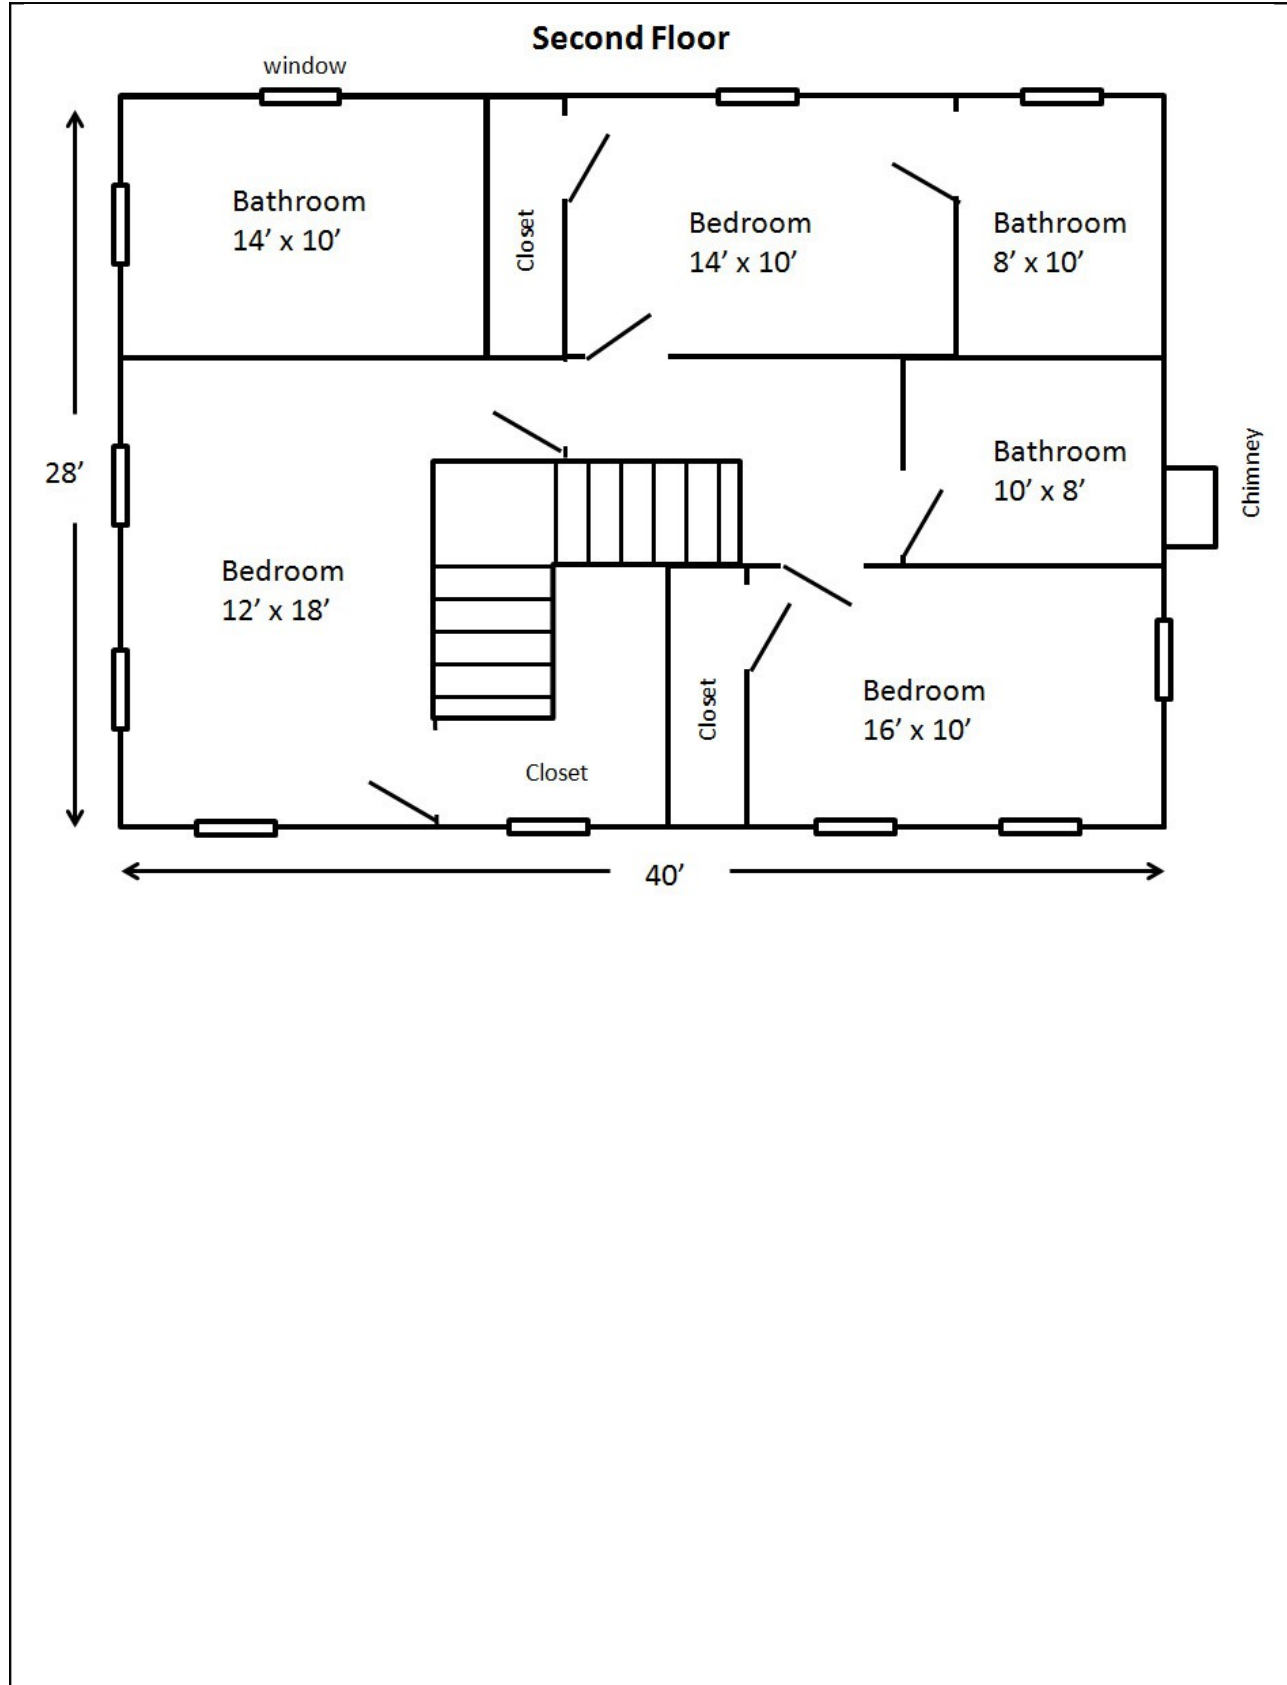 Second Floor
window
Bathroom
14’ x 10’
Closet
Bedroom
14’ x 10’
Bathroom
8’ x 10’
28’
Bathroom
10’ x 8’
Chimney
Bedroom
12’ x 18’
Closet
Bedroom
16’ x 10’
Closet
40’